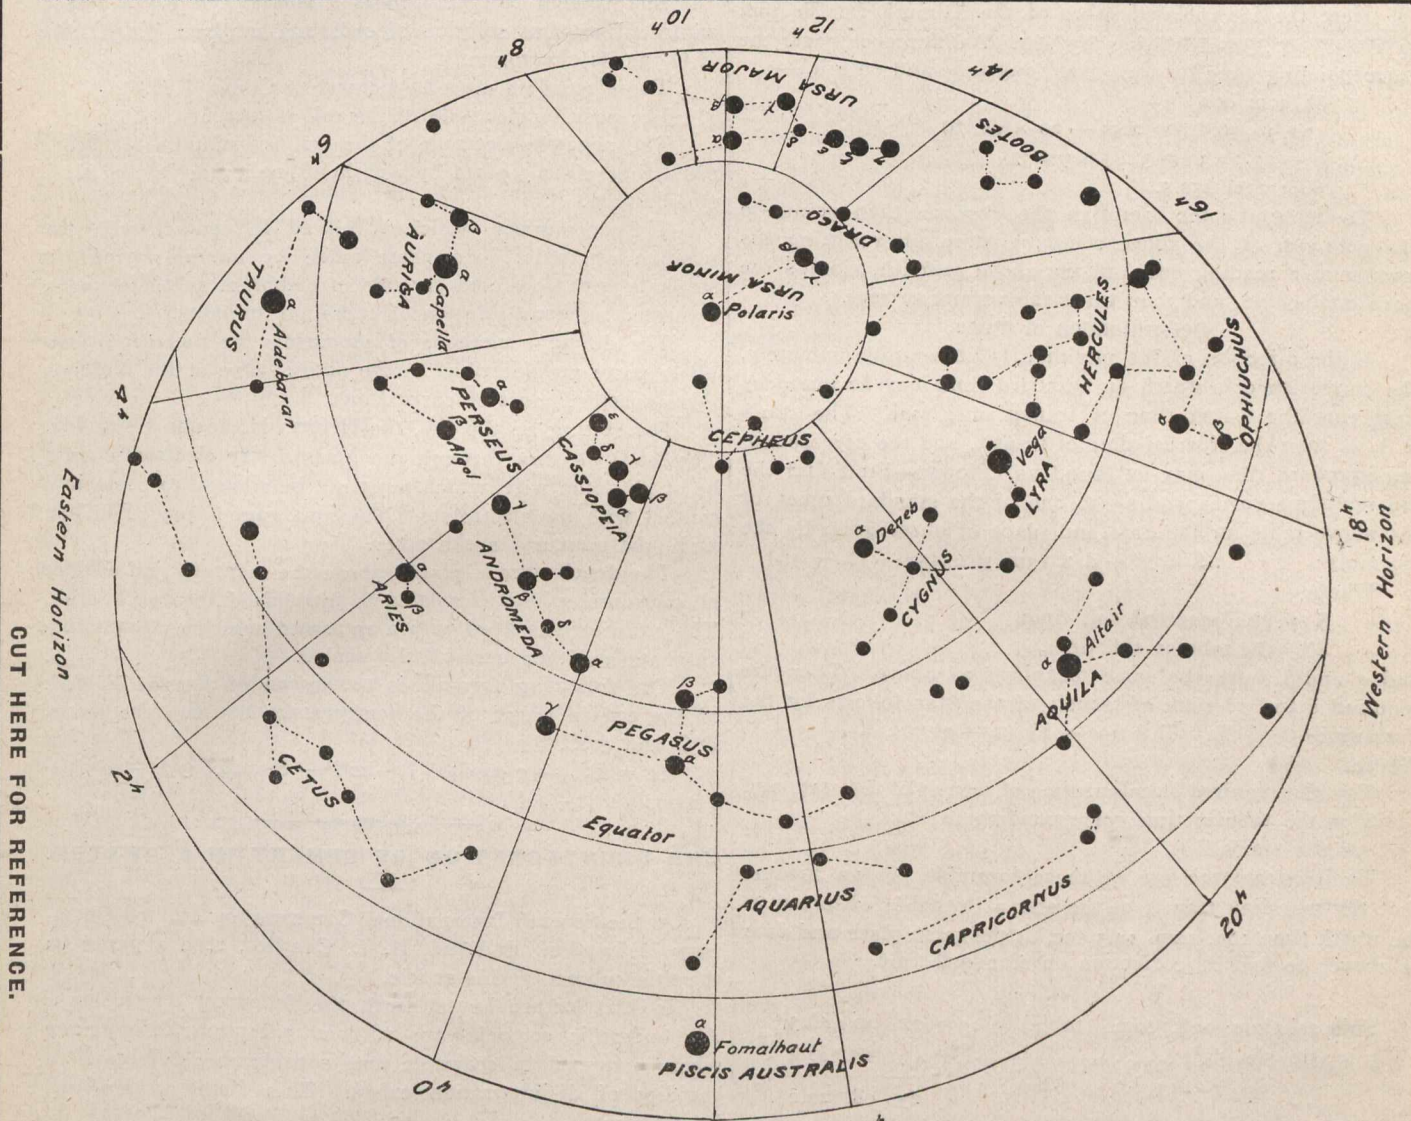 10h
12h
8h
14h
URSA
MAJOR
β
γ
α
δ
ε
ζ
η
BOOTES
6h
16h
DRACO
β
γ
URSA MINOR
α
Polaris
β
AURIGA
α
Capella
TAURUS
α
Aldebaran
HERCULES
OPHIUCHUS
α
β
4h
PERSEUS
α
β
Algol
ε
δ
γ
CASSIOPEIA
α
β
CEPHEUS
α
Vega
LYRA
18h
Eastern Horizon
Western Horizon
α
Deneb
CYGNUS
γ
ANDROMEDA
β
δ
α
α
β
ARIES
α
Altair
AQUILA
β
γ
PEGASUS
α
2h
CETUS
Equator
AQUARIUS
CAPRICORNUS
20h
α
Fomalhaut
PISCIS AUSTRALIS
0h
CUT HERE FOR REFERENCE.